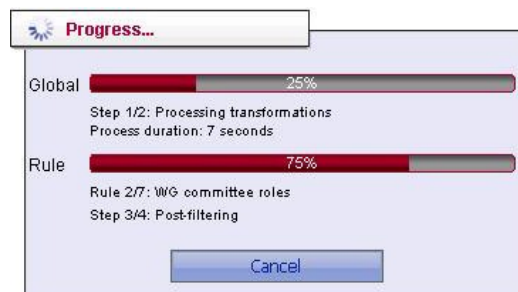 Progress...
Global 25%
Step 1/2: Processing transformations
Process duration: 7 seconds
Rule 75%
Rule 2/7: WG committee roles
Step 3/4: Post-filtering
Cancel